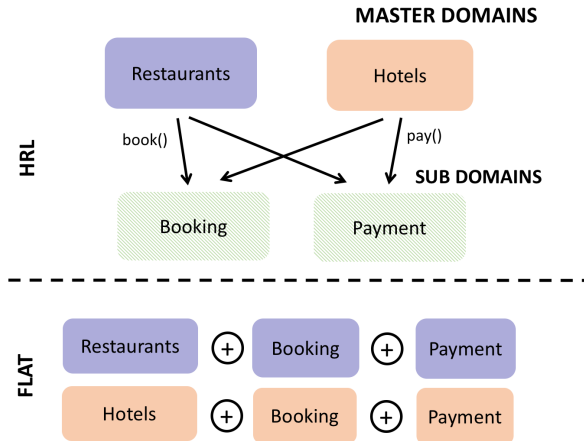 MASTER DOMAINS
Restaurants
Hotels
book()
pay()
HRL
SUB DOMAINS
Booking
Payment
FLAT
Restaurants + Booking + Payment
Hotels + Booking + Payment